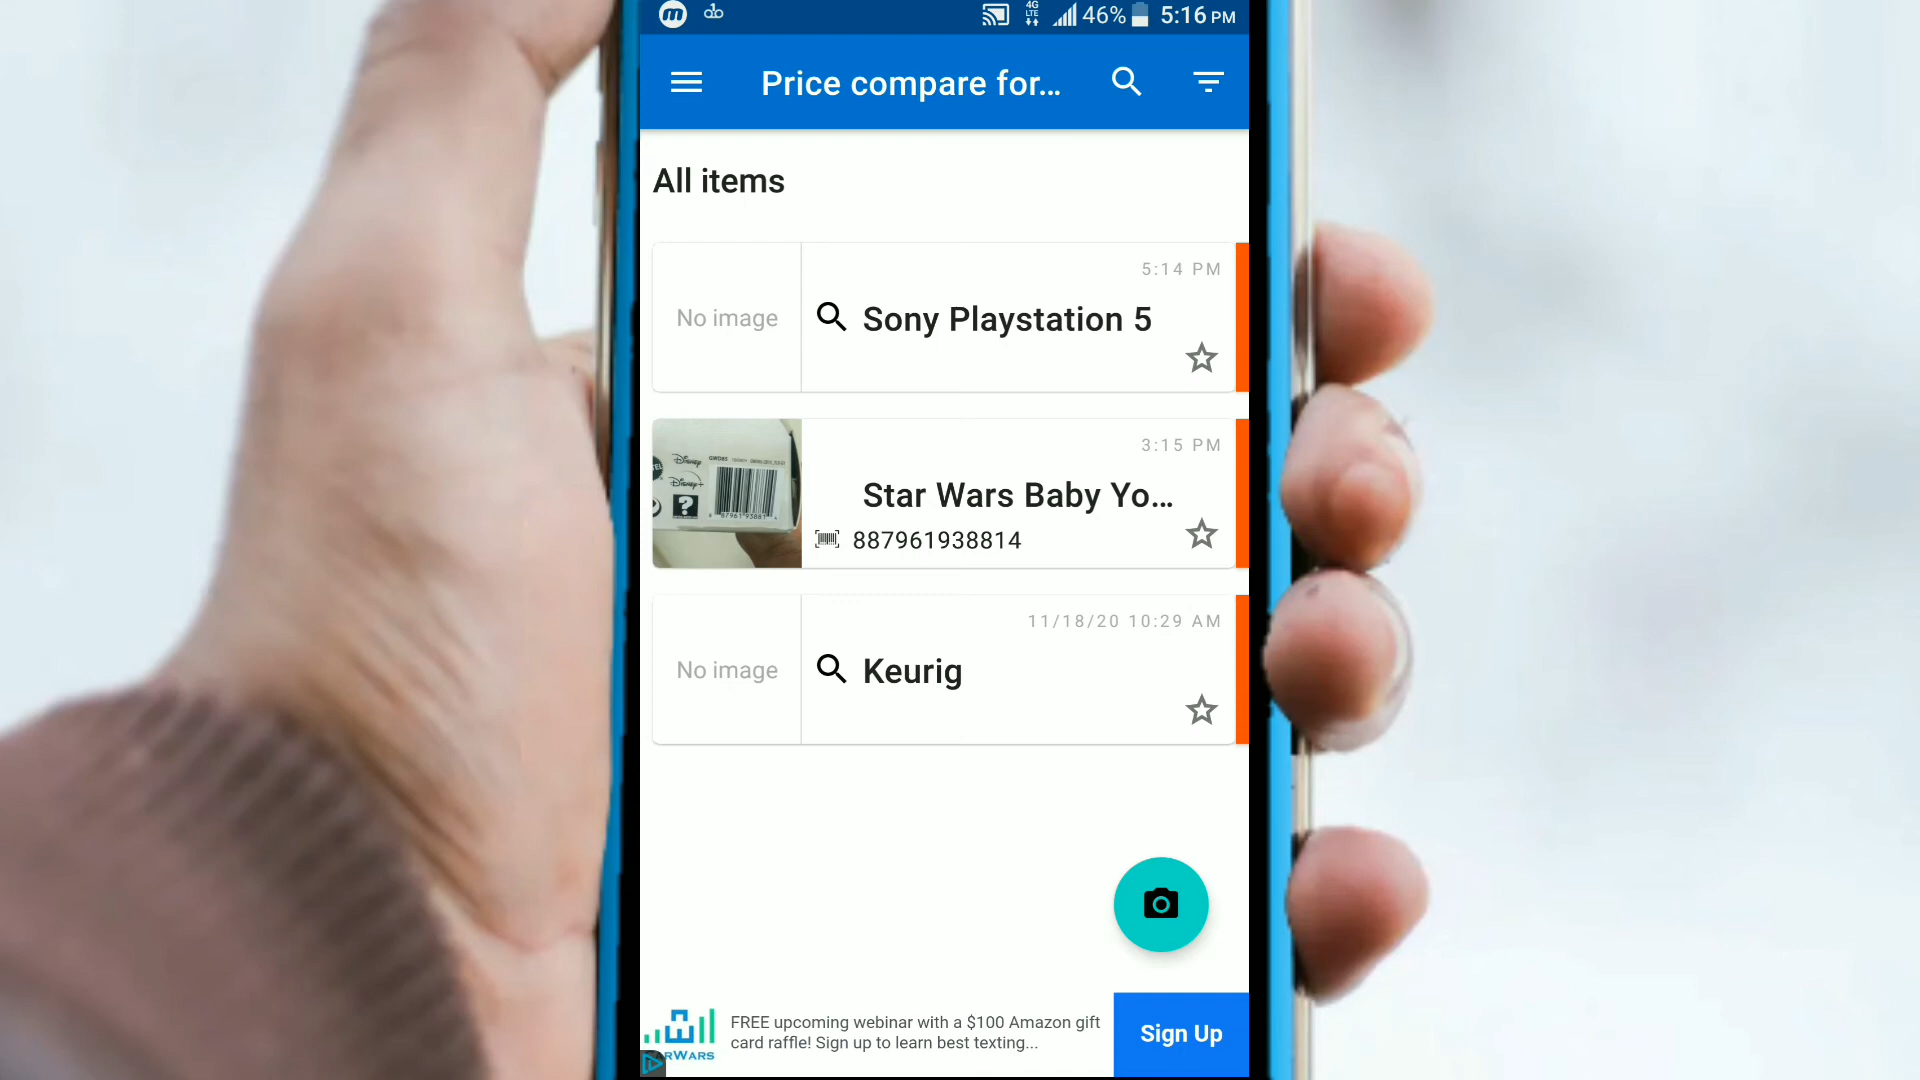 46% 5:16 PM
Price compare for...
All items
5:14 PM
No image
Sony Playstation 5
3:15 PM
Disney
Disney+
Star Wars Baby Yo...
887961938814
11/18/20 10:29 AM
No image
Keurig
FREE upcoming webinar with a $100 Amazon gift
card raffle! Sign up to learn best texting...
Sign Up